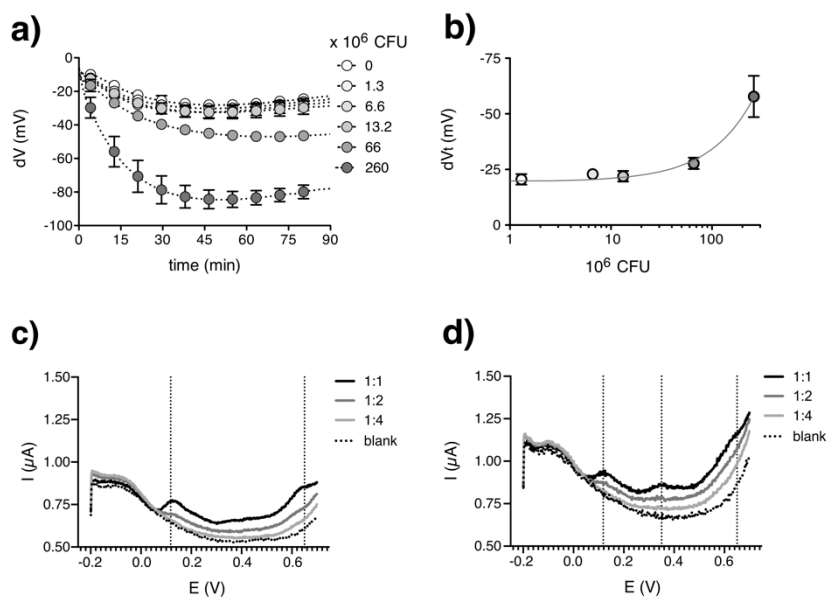 a)
x 10⁶ CFU
0
1.3
6.6
13.2
66
260
0
-20
-40
-60
-80
-100
dV (mV)
0 15 30 45 60 75 90
time (min)
b)
-75
-50
-25
0
dVt (mV)
1 10 100
10⁶ CFU
c)
1.50
1.25
1.00
0.75
0.50
I (µA)
-0.2 0.0 0.2 0.4 0.6
E (V)
1:1
1:2
1:4
blank
d)
1.50
1.25
1.00
0.75
0.50
I (µA)
-0.2 0.0 0.2 0.4 0.6
E (V)
1:1
1:2
1:4
blank